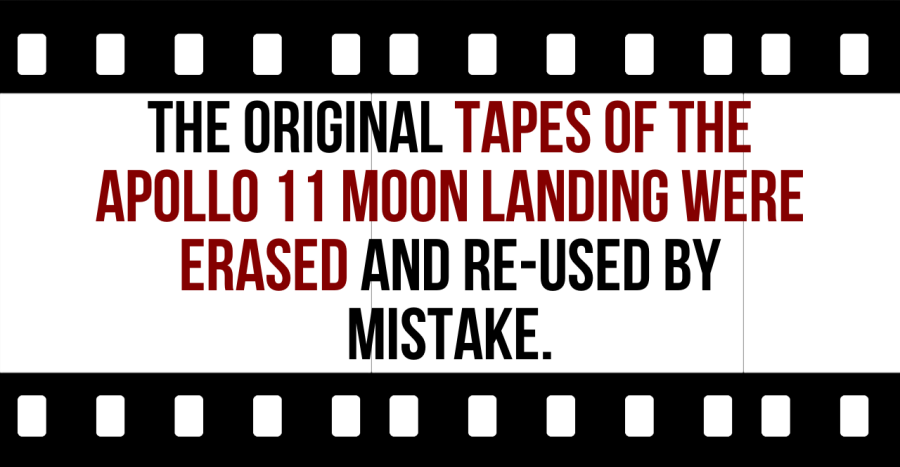 THE ORIGINAL TAPES OF THE
APOLLO 11 MOON LANDING WERE
ERASED AND RE-USED BY
MISTAKE.